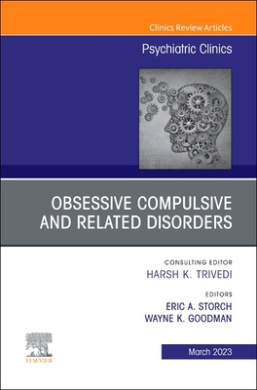 Clinics Review Articles
Psychiatric Clinics
OBSESSIVE COMPULSIVE
AND RELATED DISORDERS
CONSULTING EDITOR
HARSH K. TRIVEDI
EDITORS
ERIC A. STORCH
WAYNE K. GOODMAN
ELSEVIER
March 2023